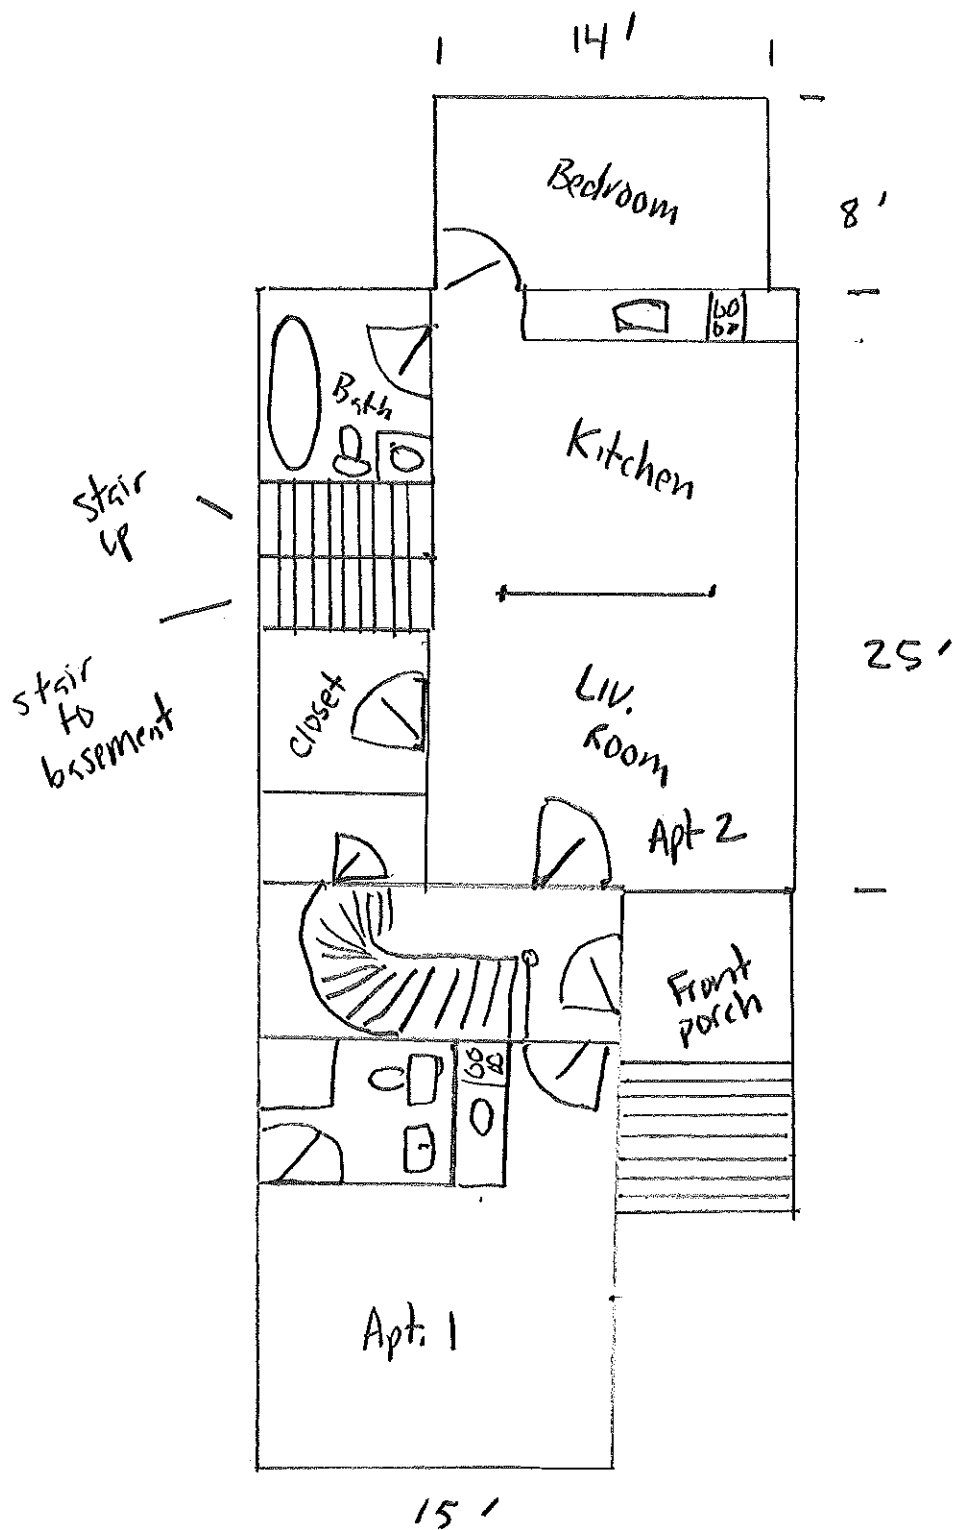 14'
Bedroom
8'
Bath
Kitchen
stair
up
25'
stair
to
basement
closet
Liv.
Room
Apt 2
Front
porch
Apt. 1
15'